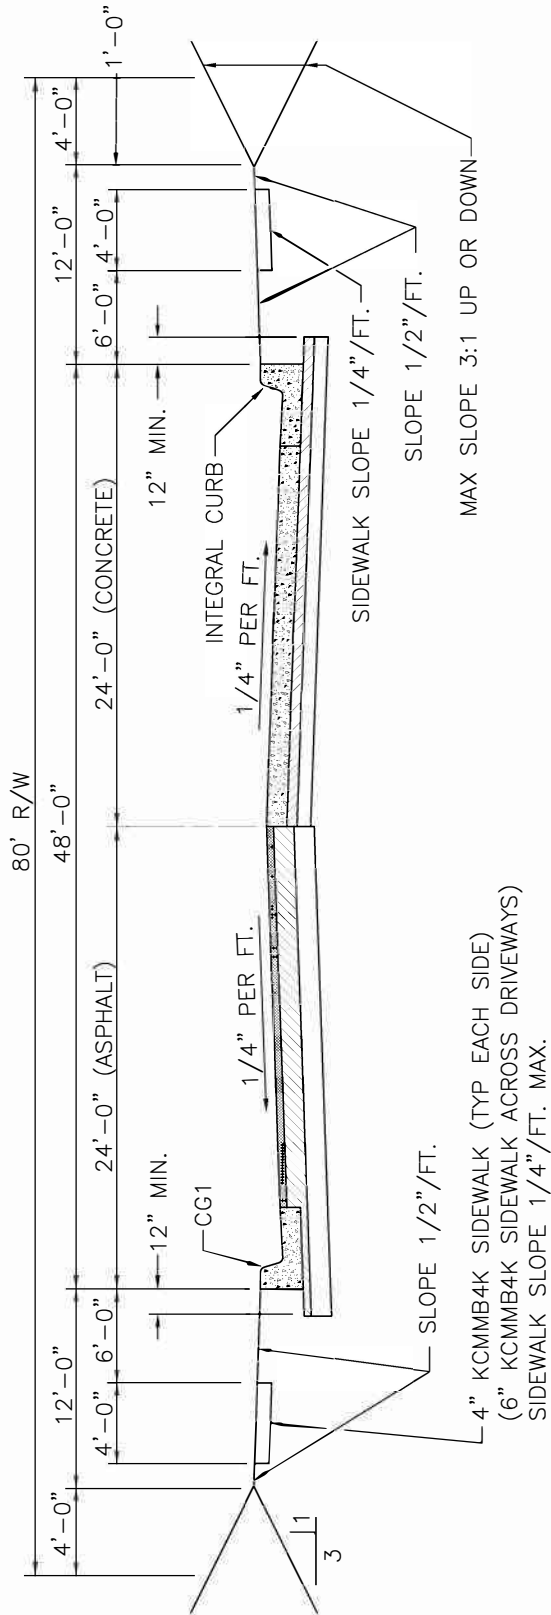 80' R/W
4'-0"
12'-0"
48'-0"
12'-0"
4'-0"
4'-0"
6'-0"
24'-0" (ASPHALT)
24'-0" (CONCRETE)
6'-0"
4'-0"
1'-0"
12" MIN.
12" MIN.
CG1
1/4" PER FT.
1/4" PER FT.
INTEGRAL CURB
1
3
SLOPE 1/2"/FT.
SIDEWALK SLOPE 1/4"/FT.
SLOPE 1/2"/FT.
MAX SLOPE 3:1 UP OR DOWN
4" KCMMB4K SIDEWALK (TYP EACH SIDE)
(6" KCMMB4K SIDEWALK ACROSS DRIVEWAYS)
SIDEWALK SLOPE 1/4"/FT. MAX.